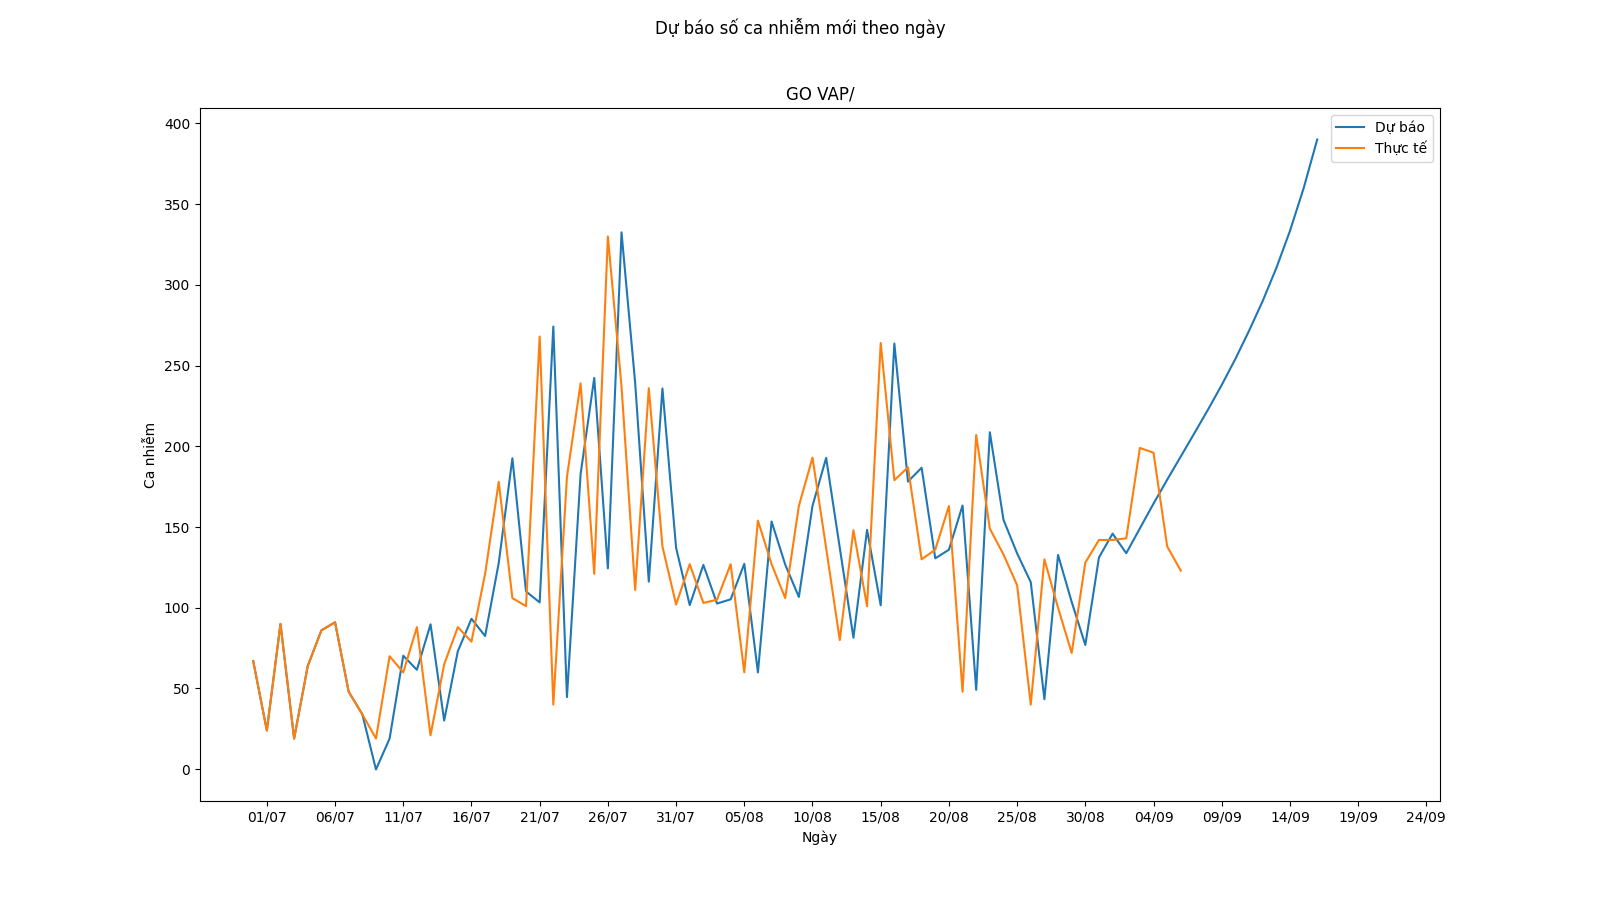 Dự báo số ca nhiễm mới theo ngày
GO VAP/
Dự báo
Thực tế
400
350
300
250
200
150
100
50
0
Ca nhiễm
01/07 06/07 11/07 16/07 21/07 26/07 31/07 05/08 10/08 15/08 20/08 25/08 30/08 04/09 09/09 14/09 19/09 24/09
Ngày